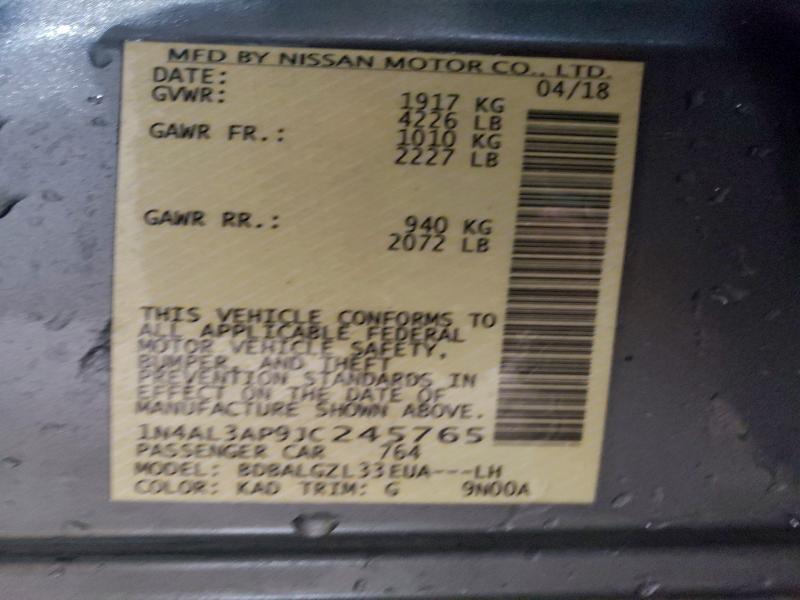 MFD BY NISSAN MOTOR CO., LTD.
DATE: 04/18
GVWR: 1917 KG
4226 LB
GAWR FR.: 1010 KG
2227 LB
GAWR RR.: 940 KG
2072 LB
THIS VEHICLE CONFORMS TO
ALL APPLICABLE FEDERAL
MOTOR VEHICLE SAFETY,
BUMPER, AND THEFT
PREVENTION STANDARDS IN
EFFECT ON THE DATE OF
MANUFACTURE SHOWN ABOVE.
1N4AL3AP9JC245765
PASSENGER CAR 764
MODEL: BDBALGZL33EUA---LH
COLOR: KAD TRIM: G 9N00A